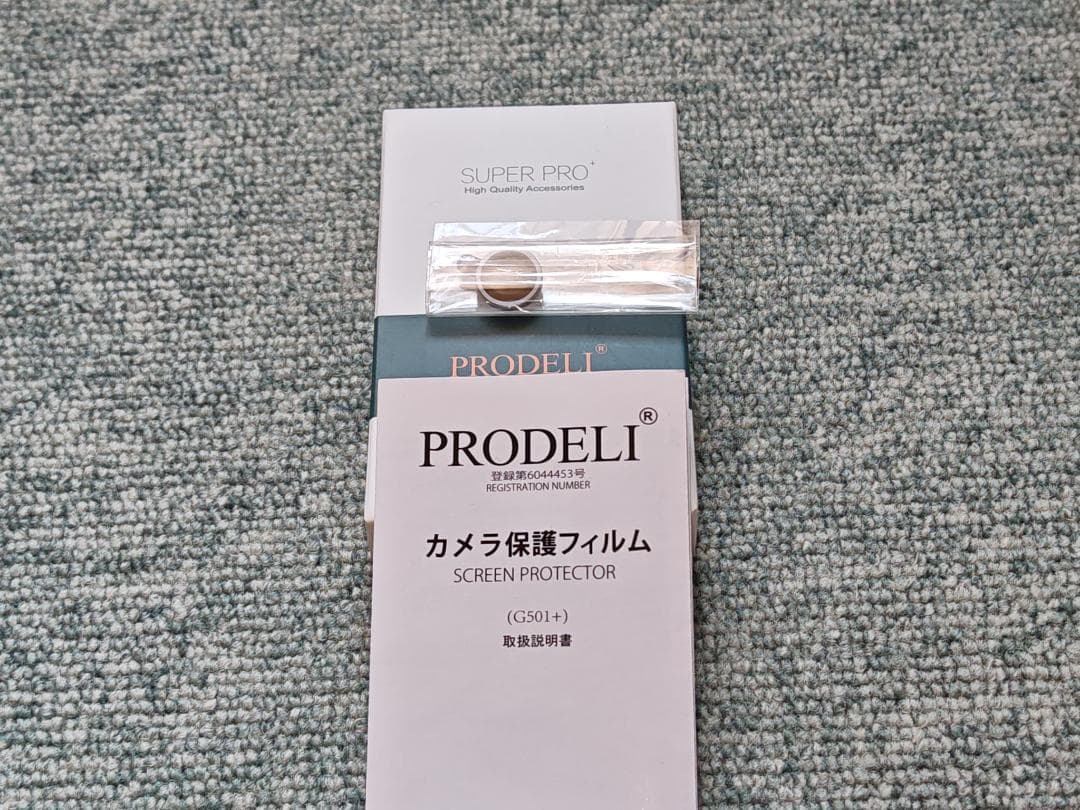 SUPER PRO+
High Quality Accessories
PRODELI®
PRODELI®
登録第6044453号
REGISTRATION NUMBER
カメラ保護フィルム
SCREEN PROTECTOR
(G501+)
取扱説明書